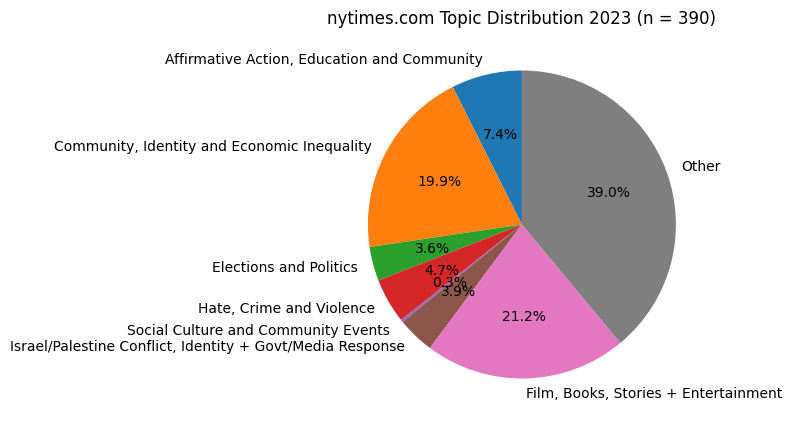 nytimes.com Topic Distribution 2023 (n = 390)
Affirmative Action, Education and Community
7.4%
Community, Identity and Economic Inequality
19.9%
Other
39.0%
3.6%
Elections and Politics
4.7%
0.3%
3.9%
Hate, Crime and Violence
21.2%
Social Culture and Community Events
Israel/Palestine Conflict, Identity + Govt/Media Response
Film, Books, Stories + Entertainment